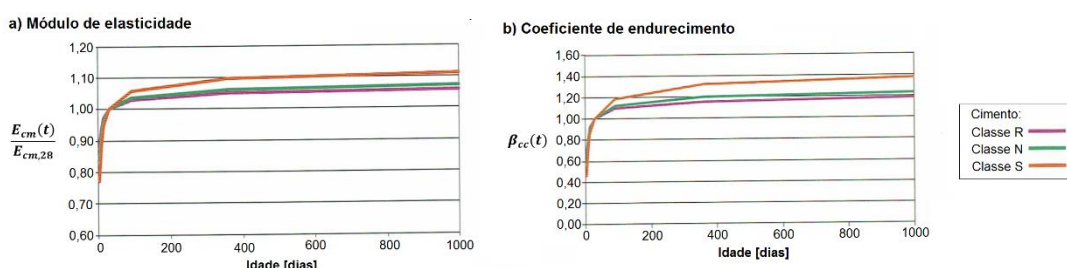 a) Módulo de elasticidade
1,20
1,10
1,00
0,90
0,80
0,70
0,60
E_cm(t)
E_cm,28
0 200 400 600 800 1000
Idade [dias]
b) Coeficiente de endurecimento
1,60
1,40
1,20
1,00
0,80
0,60
0,40
0,20
0,00
β_cc(t)
0 200 400 600 800 1000
Idade [dias]
Cimento:
Classe R
Classe N
Classe S